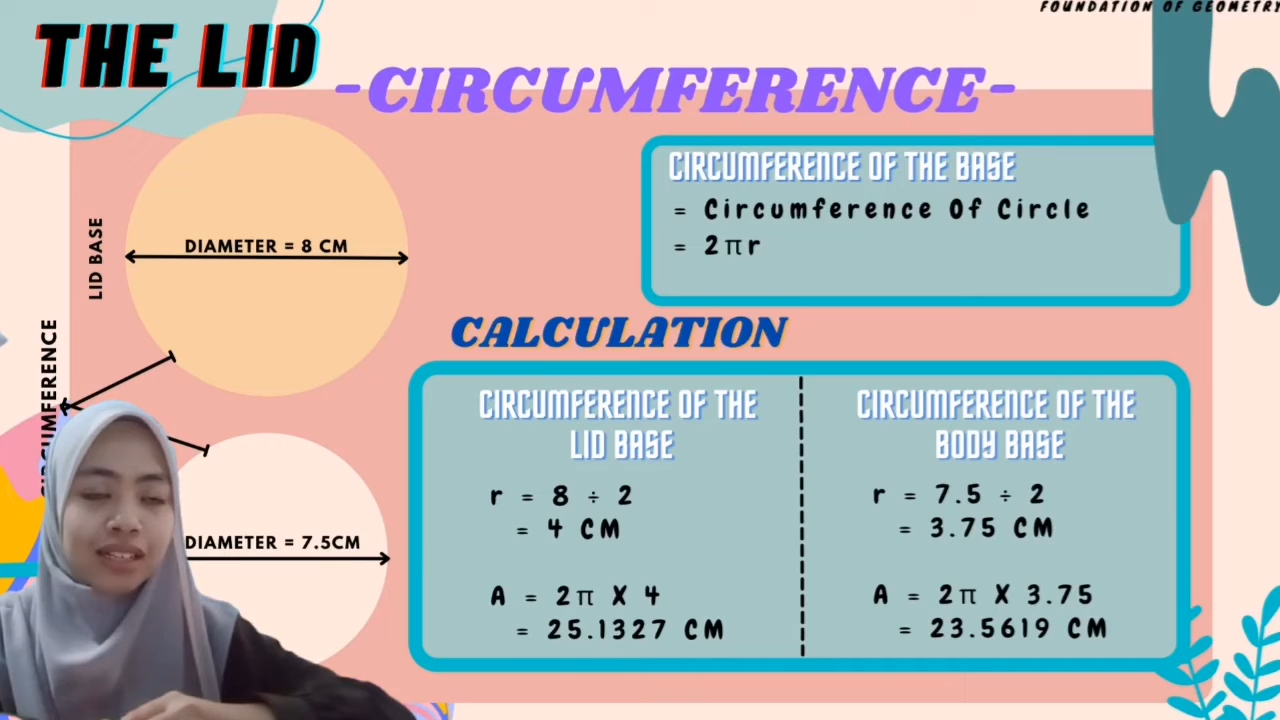 FOUNDATION OF GEOMETRY
THE LID
-CIRCUMFERENCE-
CIRCUMFERENCE OF THE BASE
= Circumference Of Circle
= 2πr
LID BASE
DIAMETER = 8 CM
CIRCUMFERENCE
DIAMETER = 7.5CM
CALCULATION
CIRCUMFERENCE OF THE
LID BASE
r = 8 ÷ 2
= 4 CM
A = 2π X 4
= 25.1327 CM
CIRCUMFERENCE OF THE
BODY BASE
r = 7.5 ÷ 2
= 3.75 CM
A = 2π X 3.75
= 23.5619 CM